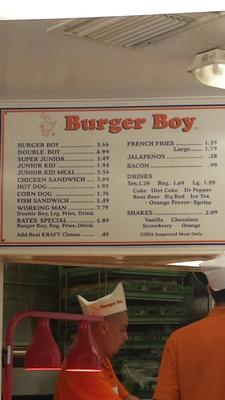 Burger Boy
BURGER BOY 3.56
DOUBLE BOY 4.99
SUPER JUNIOR 3.49
JUNIOR KID 1.94
JUNIOR KID MEAL 3.56
CHICKEN SANDWICH 3.99
HOT DOG 1.95
CORN DOG 1.76
FISH SANDWICH 3.49
WORKING MAN 7.79
Double Boy, Lrg. Fries, Drink
BATES SPECIAL 5.89
Burger Boy, Reg. Fries, Drink
Add Real KRAFT Cheese .49
FRENCH FRIES 1.39
Large 1.79
JALAPEÑOS .28
BACON .99
DRINKS
Sm. 1.29 Reg. 1.69 Lg. 1.89
Coke Diet Coke Dr Pepper
Root Beer Big Red Ice Tea
Orange Freeze - Sprite
SHAKES 2.09
Vanilla Chocolate
Strawberry Orange
USDA Inspected Meat Only
Burger Boy